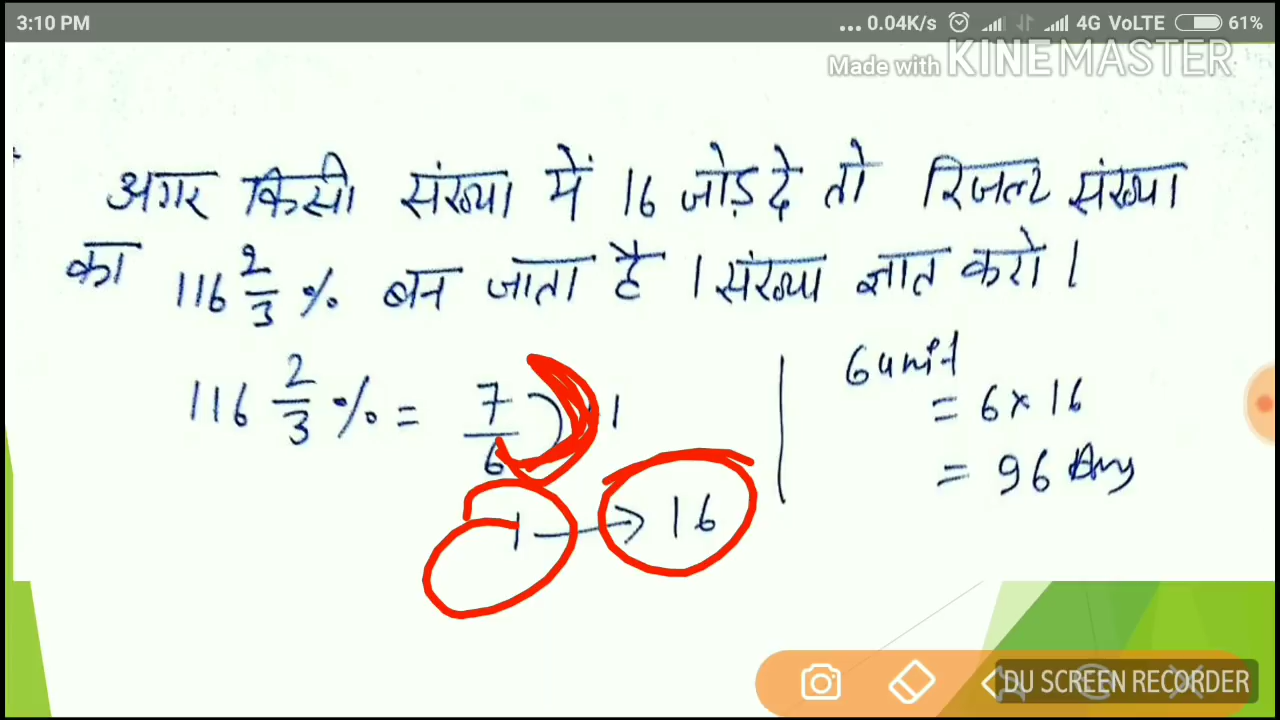 3:10 PM
... 0.04K/s 4G VoLTE 61%
Made with KINEMASTER
अगर किसी संख्या में 16 जोड़ दे तो रिजल्ट संख्या
का 116 2/3 % बन जाता है । संख्या ज्ञात करो ।
116 2/3 % = 7/6 ) 1
1 → 16
6 unit
= 6 × 16
= 96 Ans
DU SCREEN RECORDER